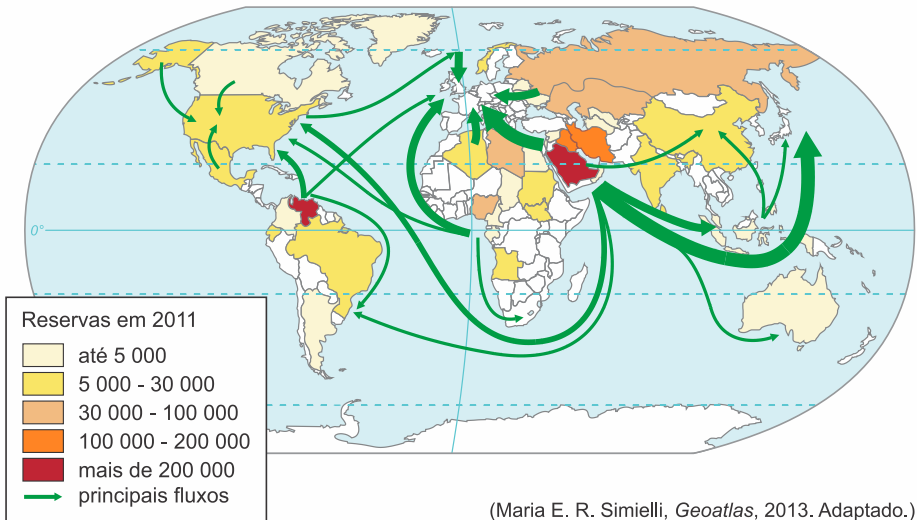 0°
Reservas em 2011
até 5 000
5 000 - 30 000
30 000 - 100 000
100 000 - 200 000
mais de 200 000
principais fluxos
(Maria E. R. Simielli, Geoatlas, 2013. Adaptado.)